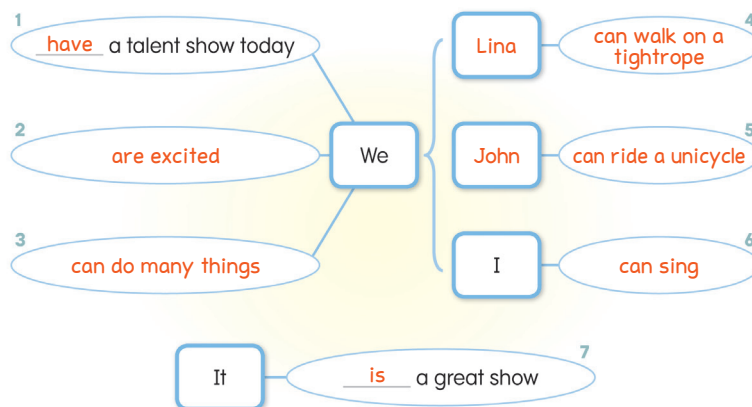 1
have a talent show today
2
are excited
3
can do many things
We
Lina
4
can walk on a
tightrope
John
5
can ride a unicycle
I
6
can sing
It
7
is a great show